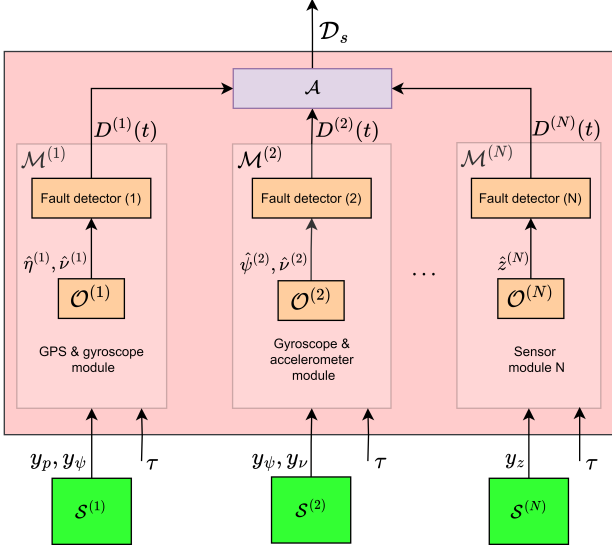 𝒟ₛ
𝒜
D⁽¹⁾(t) D⁽²⁾(t) D⁽ᴺ⁾(t)
ℳ⁽¹⁾ ℳ⁽²⁾ ℳ⁽ᴺ⁾
Fault detector (1) Fault detector (2) Fault detector (N)
η̂⁽¹⁾, ν̂⁽¹⁾ ψ̂⁽²⁾, ν̂⁽²⁾ ẑ⁽ᴺ⁾
...
𝒪⁽¹⁾ 𝒪⁽²⁾ 𝒪⁽ᴺ⁾
GPS & gyroscope
module
Gyroscope &
accelerometer
module
Sensor
module N
y_p, y_ψ τ y_ψ, y_ν τ y_z τ
𝒮⁽¹⁾ 𝒮⁽²⁾ 𝒮⁽ᴺ⁾